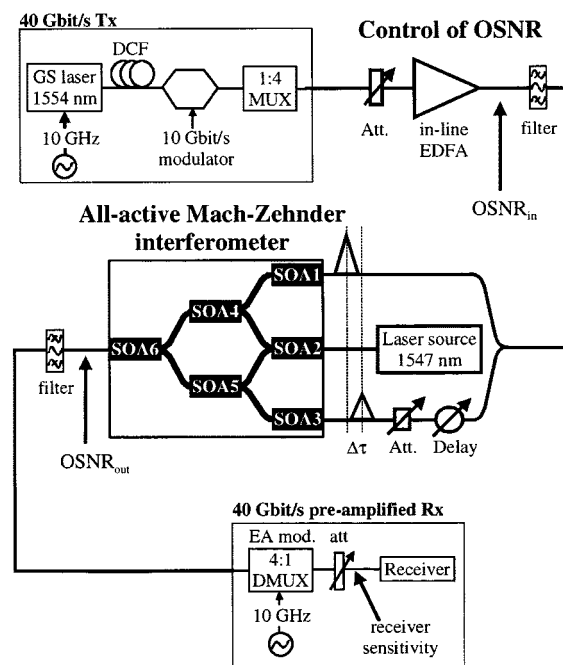 40 Gbit/s Tx
Control of OSNR
DCF
GS laser
1554 nm
1:4
MUX
10 GHz
10 Gbit/s
modulator
Att.
in-line
EDFA
filter
OSNRin
All-active Mach-Zehnder
interferometer
SOA1
SOA4
SOA6
SOA2
Laser source
1547 nm
SOA5
SOA3
filter
Δτ
Att.
Delay
OSNRout
40 Gbit/s pre-amplified Rx
EA mod.
att
4:1
DMUX
Receiver
10 GHz
receiver
sensitivity